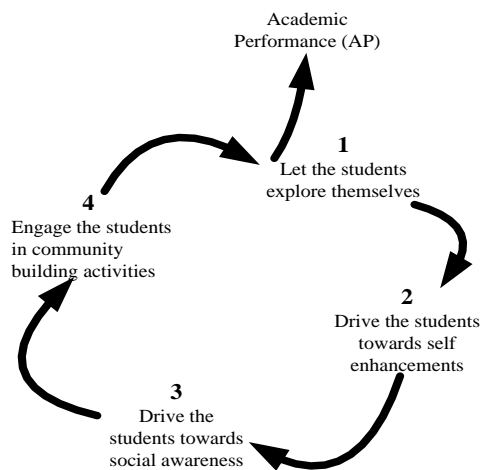 Academic
Performance (AP)
1
Let the students
explore themselves
2
Drive the students
towards self
enhancements
3
Drive the
students towards
social awareness
4
Engage the students
in community
building activities